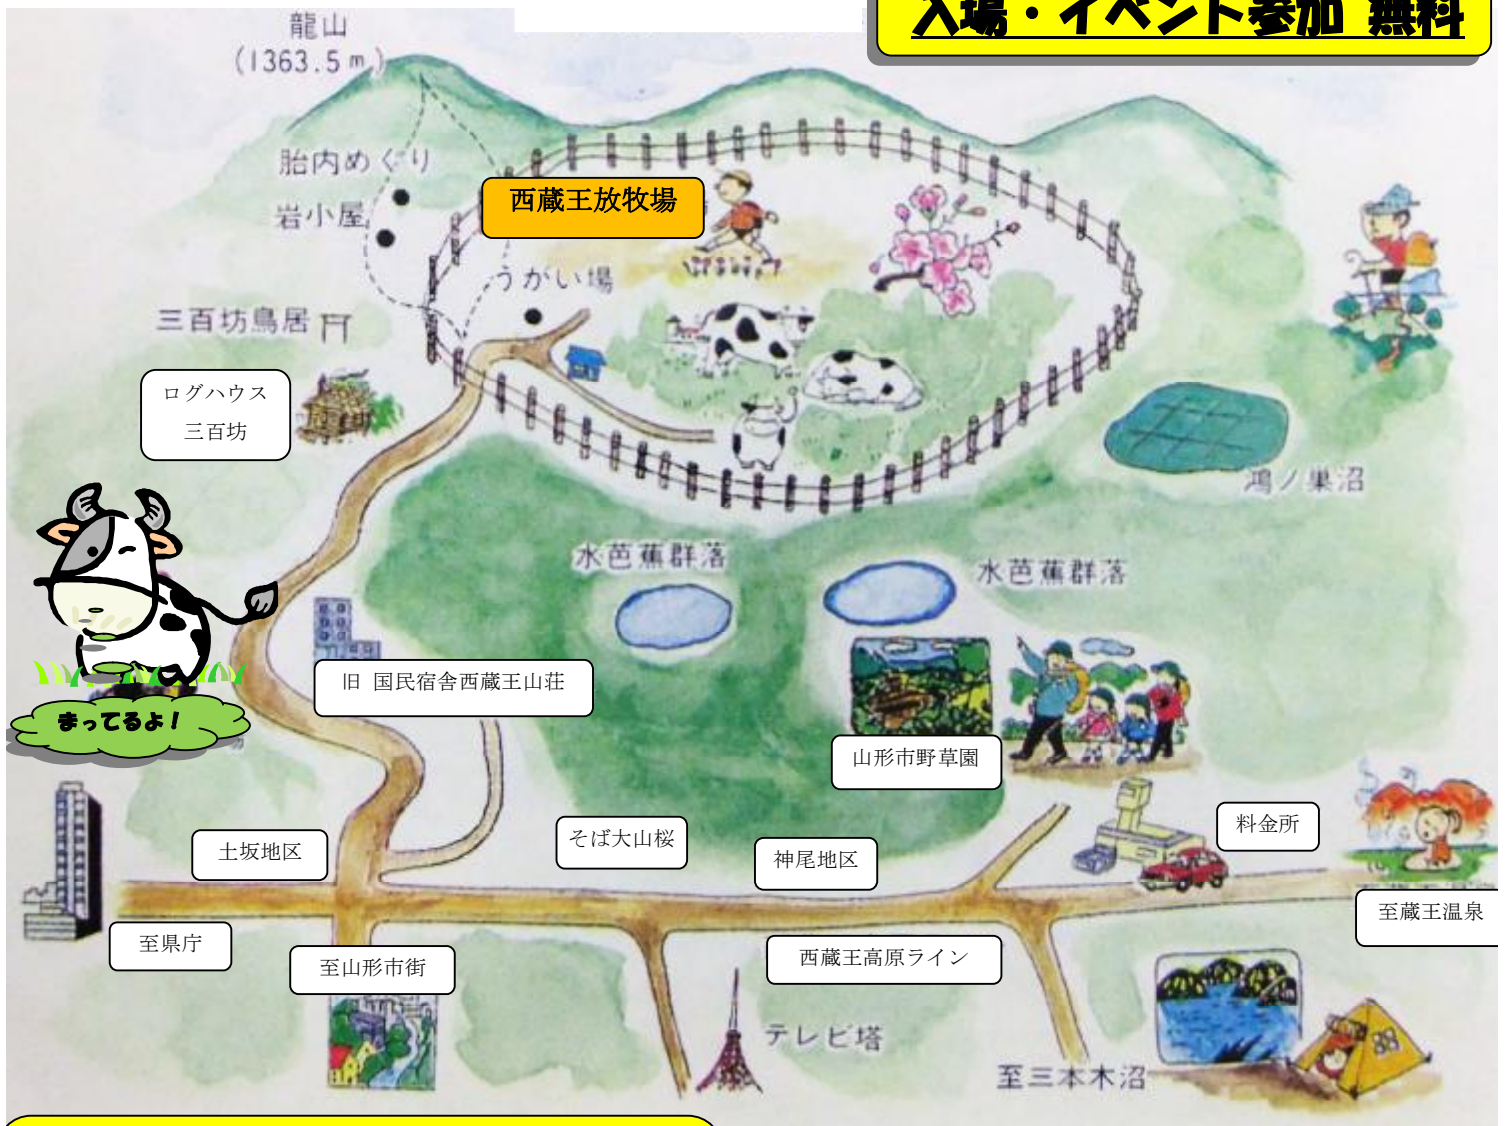 入場・イベント参加 無料
龍山
(1363.5m)
胎内めぐり
岩小屋
西蔵王放牧場
うがい場
三百坊鳥居
ログハウス
三百坊
鴻ノ巣沼
水芭蕉群落
水芭蕉群落
旧 国民宿舎西蔵王山荘
まってるよ！
山形市野草園
料金所
土坂地区
そば大山桜
神尾地区
至蔵王温泉
至県庁
至山形市街
西蔵王高原ライン
テレビ塔
至三本木沼